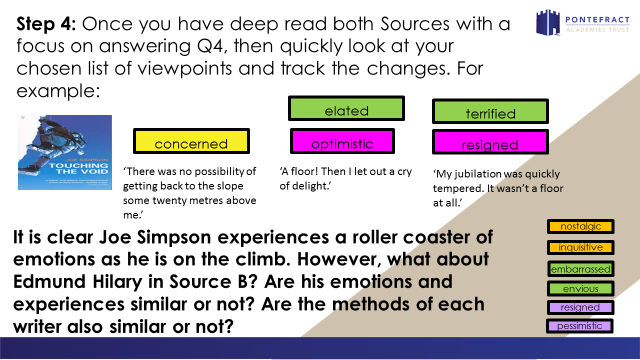 Step 4: Once you have deep read both Sources with a
focus on answering Q4, then quickly look at your
chosen list of viewpoints and track the changes. For
example:
PONTEFRACT
ACADEMIES TRUST
elated
terrified
concerned
optimistic
resigned
JOE SIMPSON
TOUCHING
THE VOID
'There was no possibility of
getting back to the slope
some twenty metres above
me.'
'A floor! Then I let out a cry
of delight.'
'My jubilation was quickly
tempered. It wasn't a floor
at all.'
It is clear Joe Simpson experiences a roller coaster of
emotions as he is on the climb. However, what about
Edmund Hilary in Source B? Are his emotions and
experiences similar or not? Are the methods of each
writer also similar or not?
nostalgic
inquisitive
embarrassed
envious
resigned
pessimistic